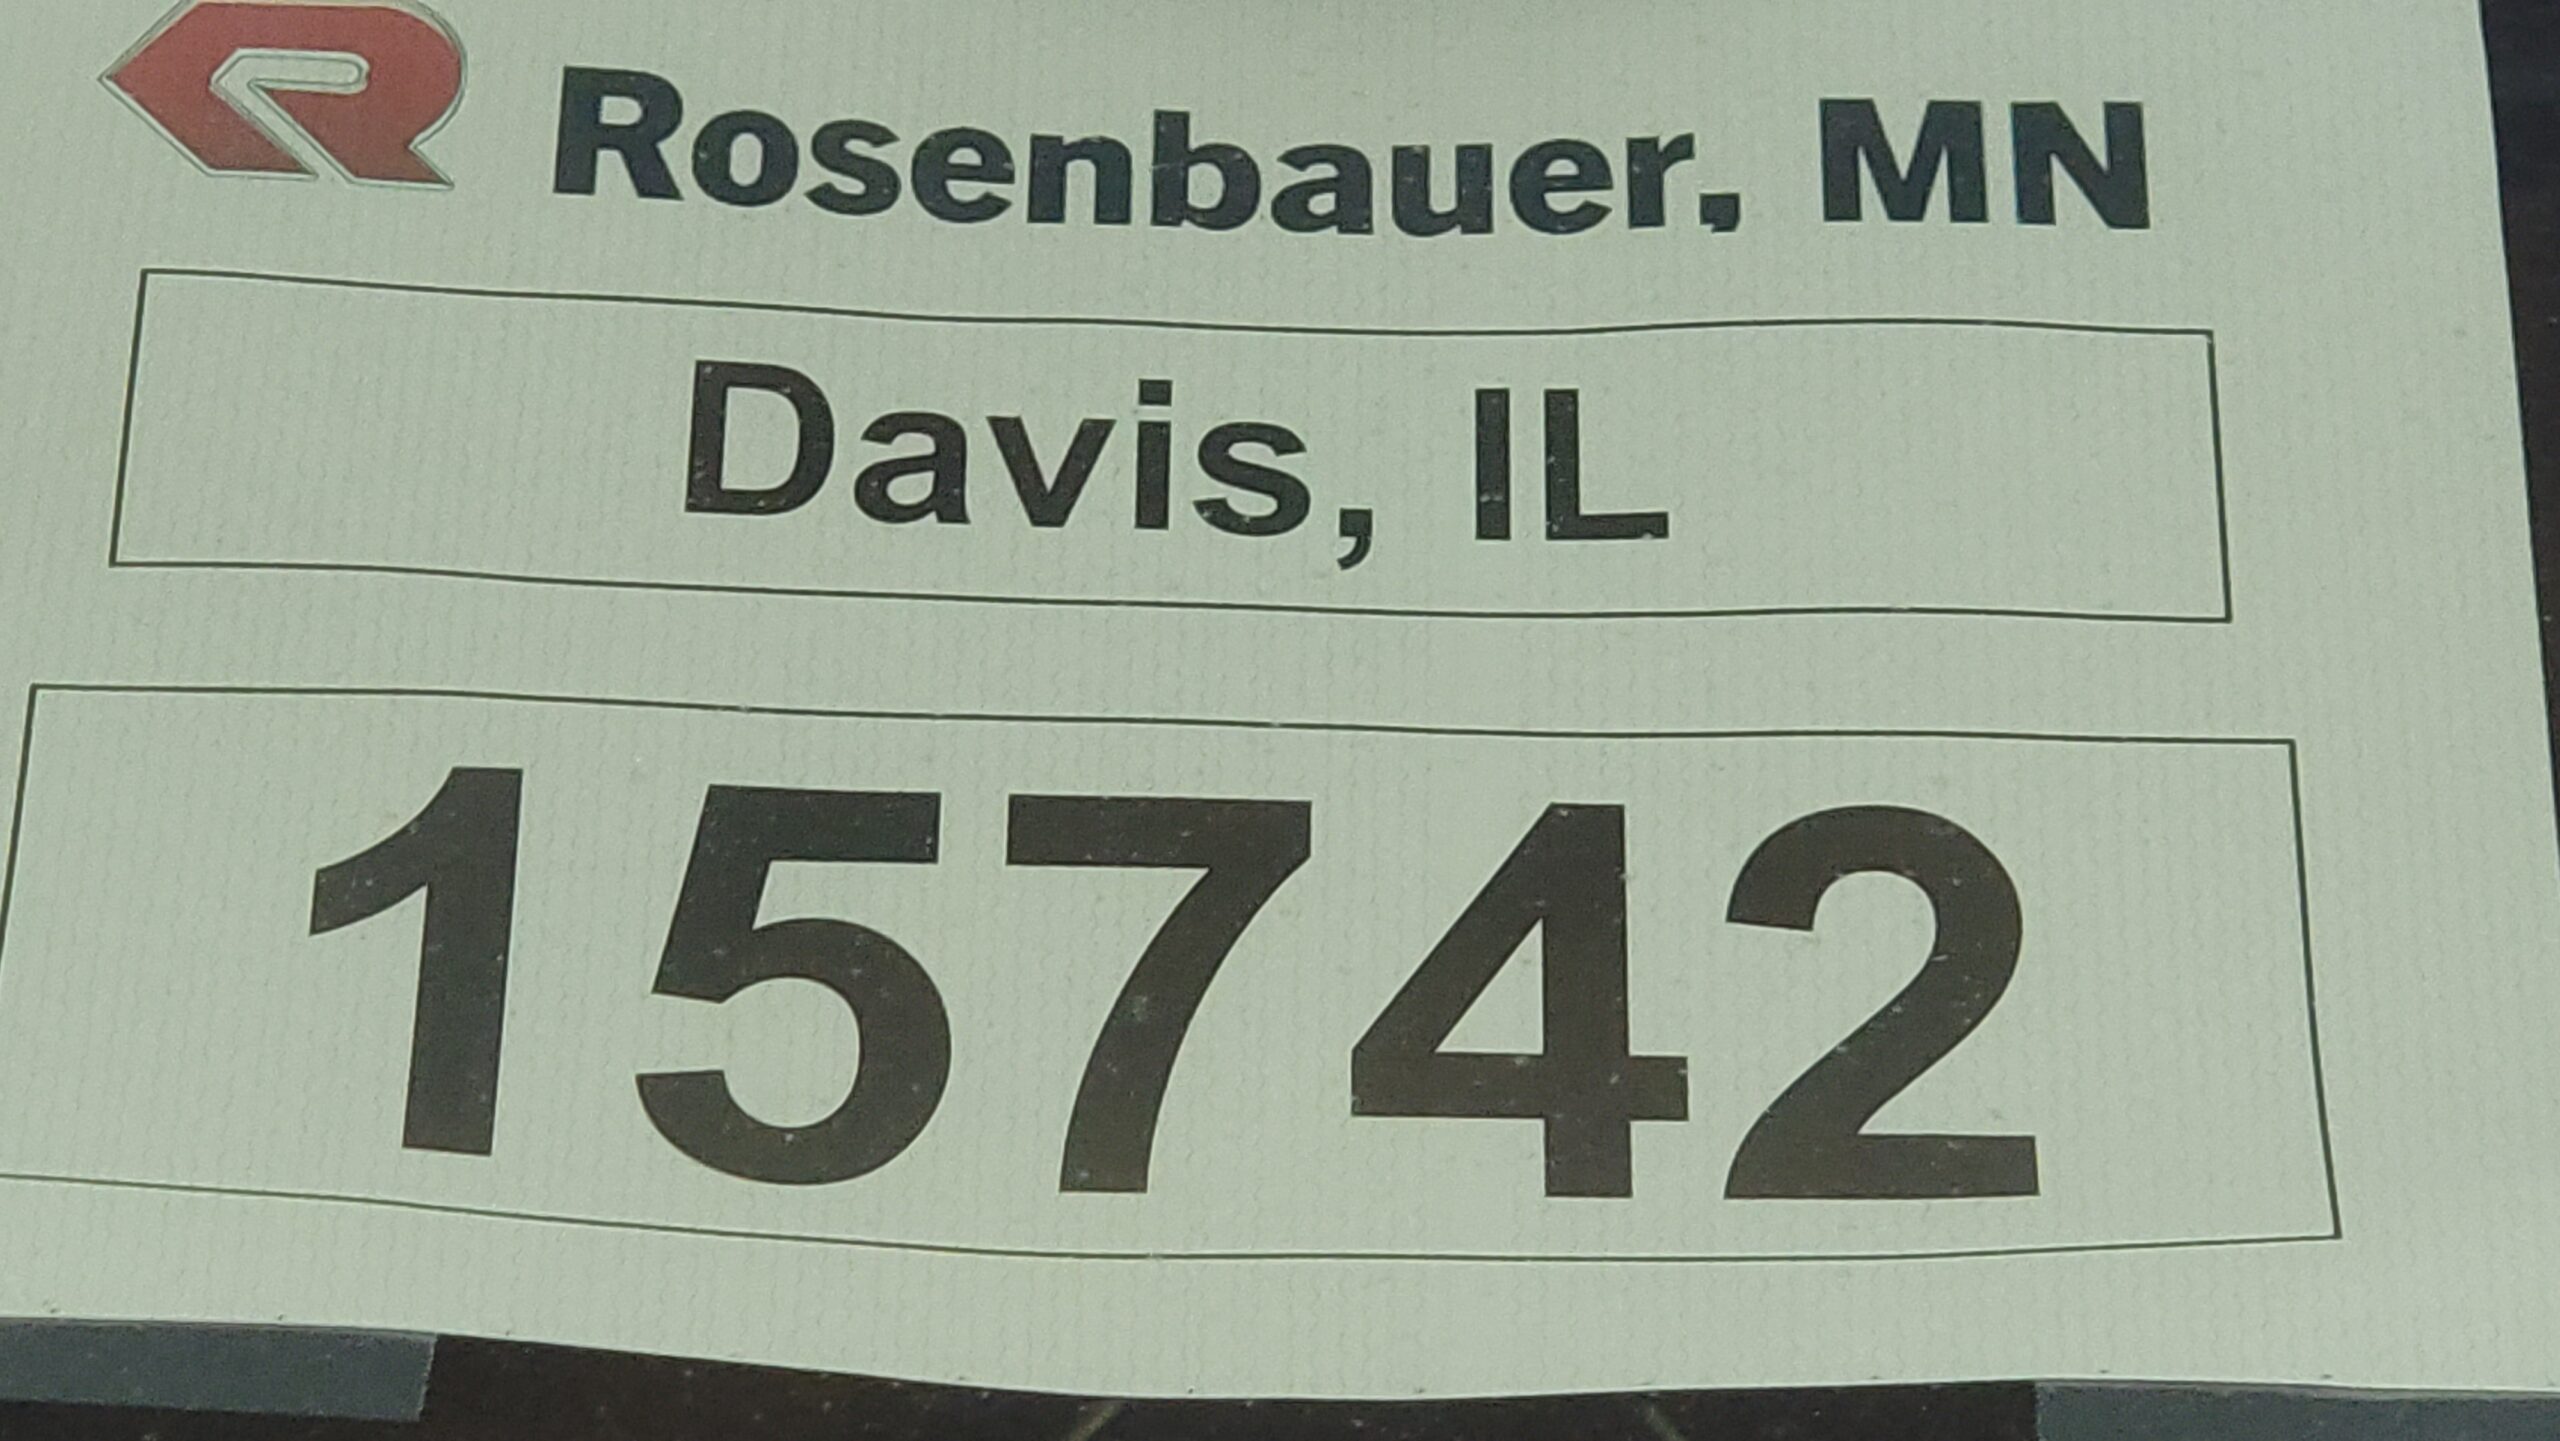 Rosenbauer, MN
Davis, IL
15742